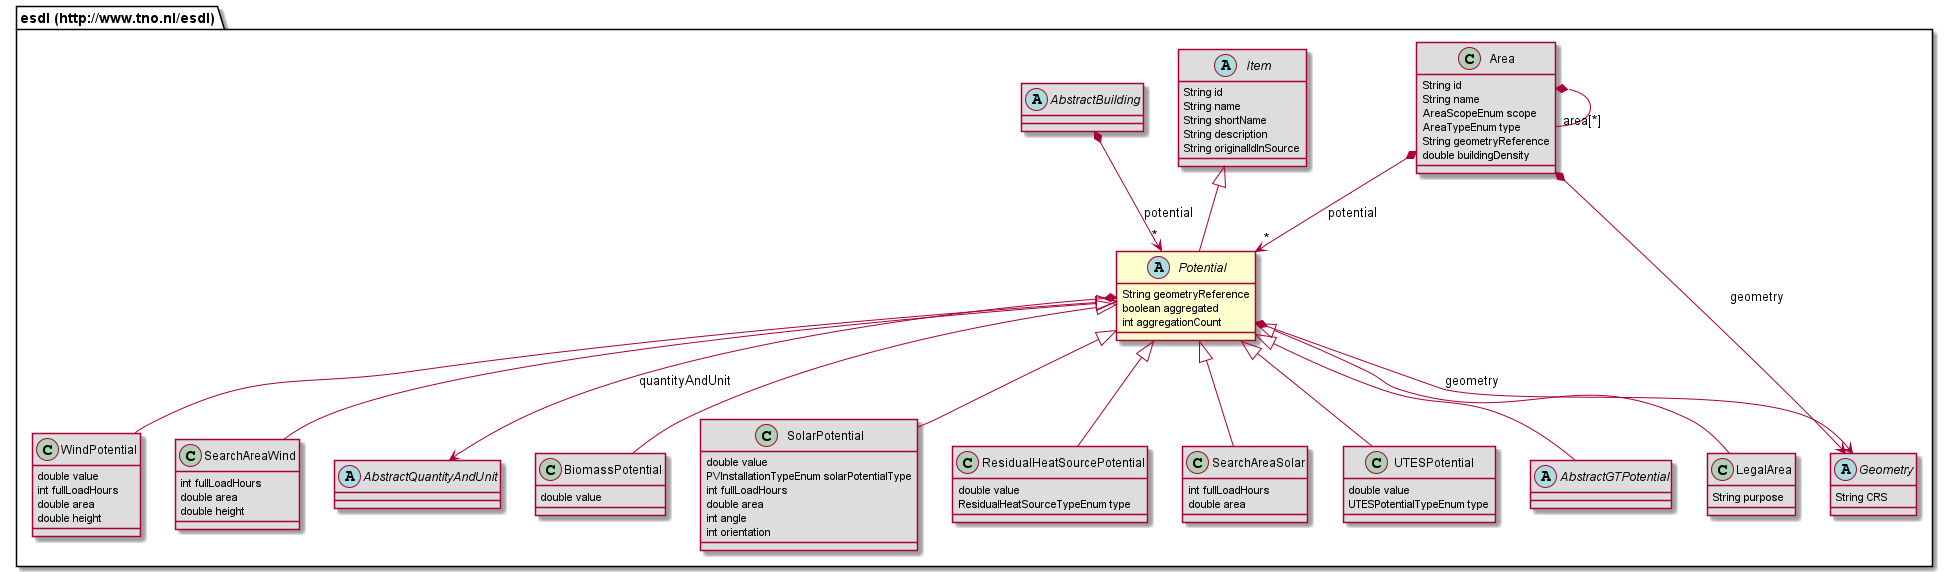 esdl (http://www.tno.nl/esdl)
A AbstractBuilding
A Item
String id
String name
String shortName
String description
String originalIdInSource
C Area
String id
String name
AreaScopeEnum scope
AreaTypeEnum type
String geometryReference
double buildingDensity
area[*]
potential
*
potential
*
geometry
A Potential
String geometryReference
boolean aggregated
int aggregationCount
quantityAndUnit
geometry
C WindPotential
double value
int fullLoadHours
double area
double height
C SearchAreaWind
int fullLoadHours
double area
double height
A AbstractQuantityAndUnit
C BiomassPotential
double value
C SolarPotential
double value
PVInstallationTypeEnum solarPotentialType
int fullLoadHours
double area
int angle
int orientation
C ResidualHeatSourcePotential
double value
ResidualHeatSourceTypeEnum type
C SearchAreaSolar
int fullLoadHours
double area
C UTESPotential
double value
UTESPotentialTypeEnum type
A AbstractGTPotential
C LegalArea
String purpose
A Geometry
String CRS